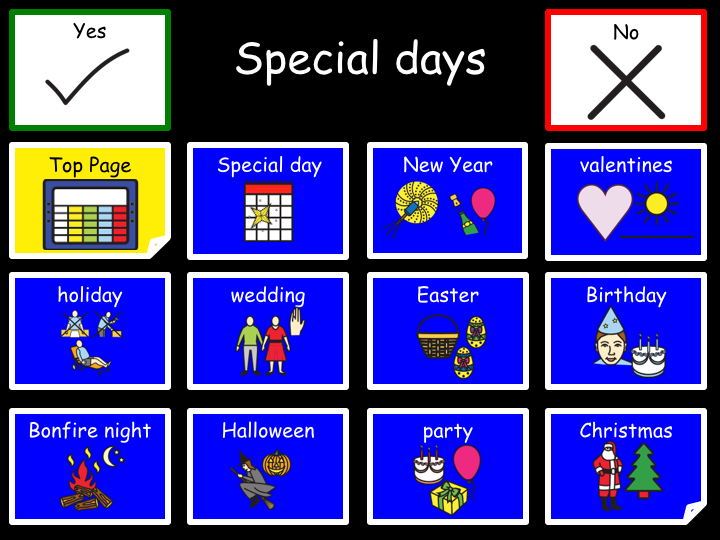 Yes
Special days
No
Top Page
Special day
New Year
valentines
holiday
wedding
Easter
Birthday
Bonfire night
Halloween
party
Christmas